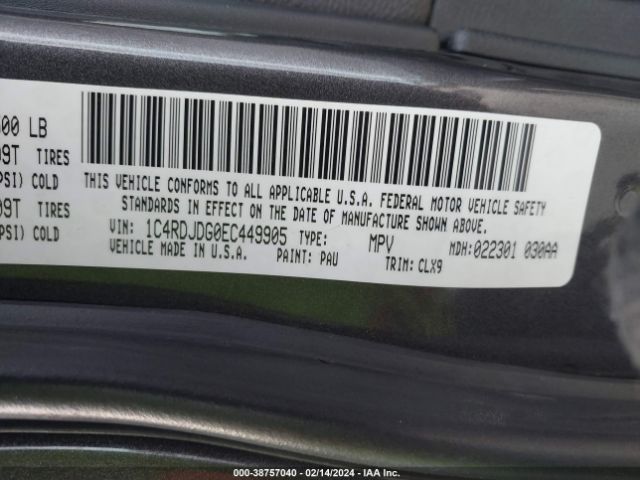 500 LB
09T TIRES
PSI) COLD
09T TIRES
PSI) COLD
THIS VEHICLE CONFORMS TO ALL APPLICABLE U.S.A. FEDERAL MOTOR VEHICLE SAFETY
STANDARDS IN EFFECT ON THE DATE OF MANUFACTURE SHOWN ABOVE.
VIN: 1C4RDJDG0EC449905 TYPE: MPV MDH:022301 030AA
VEHICLE MADE IN U.S.A. PAINT: PAU TRIM: CLX9
000-38757040 - 02/14/2024 - IAA Inc.